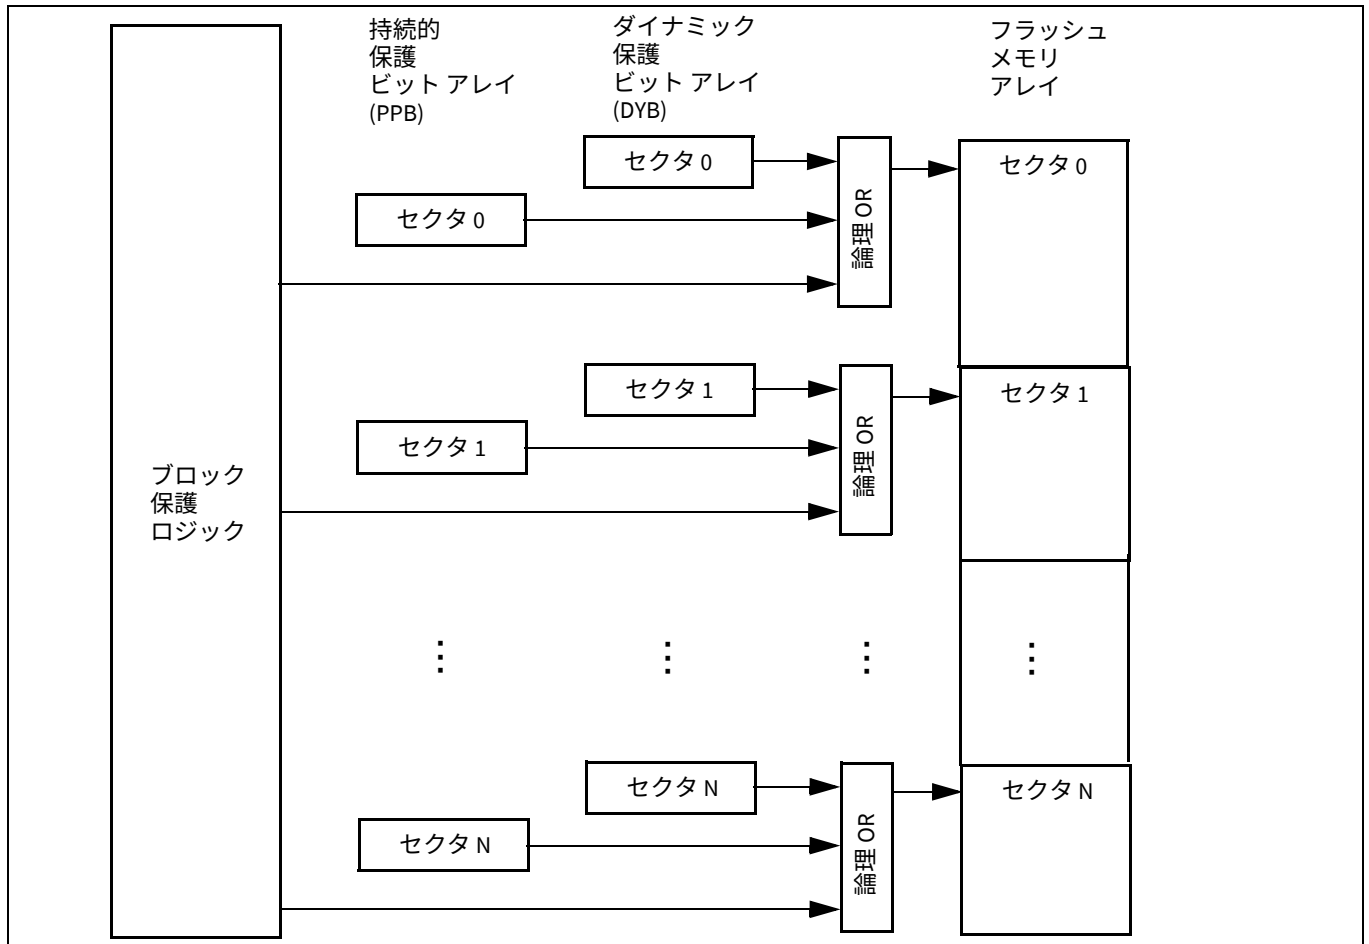 持続的
保護
ビット アレイ
(PPB)
ダイナミック
保護
ビット アレイ
(DYB)
フラッシュ
メモリ
アレイ
セクタ 0
セクタ 0
論理 OR
セクタ 0
セクタ 1
セクタ 1
論理 OR
セクタ 1
ブロック
保護
ロジック
セクタ N
セクタ N
論理 OR
セクタ N